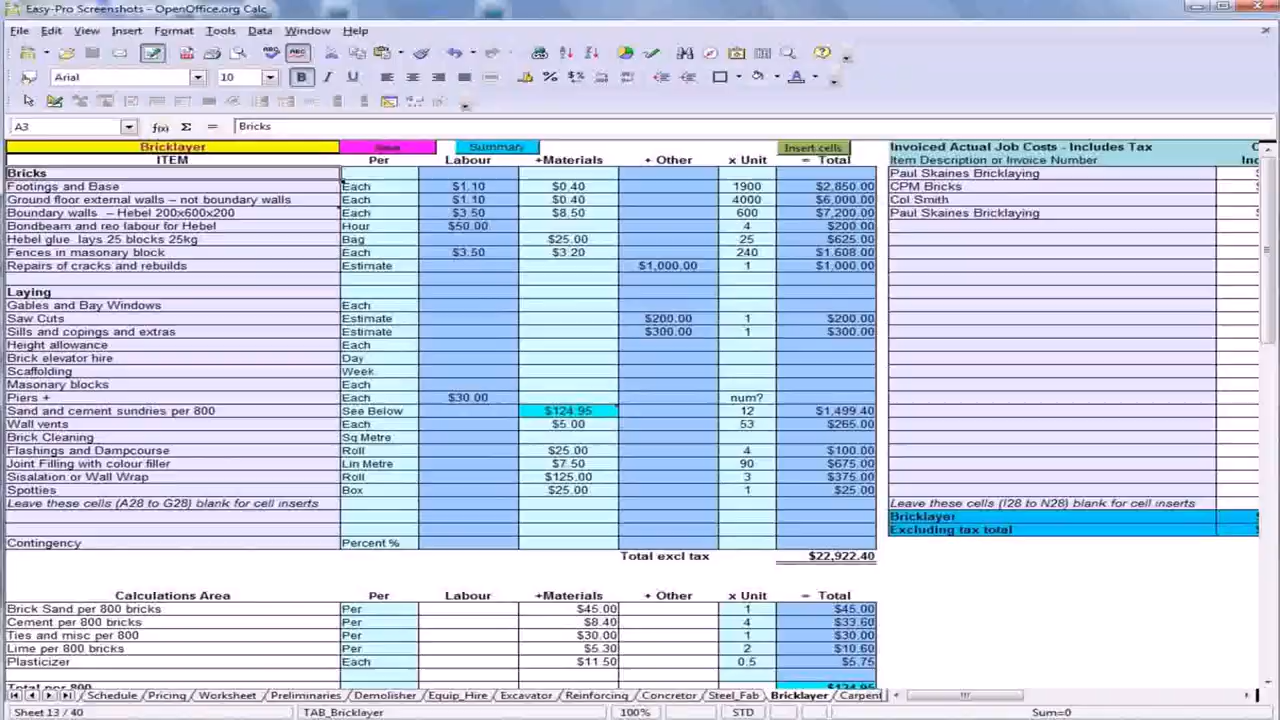 Easy-Pro Screenshots - OpenOffice.org Calc
File Edit View Insert Format Tools Data Window Help
Arial 10
A3 Bricks
Bricklayer Summary Insert cells Invoiced Actual Job Costs - Includes Tax
ITEM Per Labour +Materials + Other x Unit = Total Item Description or Invoice Number
Bricks Paul Skaines Bricklaying
Footings and Base Each $1.10 $0.40 1900 $2,850.00 CPM Bricks
Ground floor external walls – not boundary walls Each $1.10 $0.40 4000 $6,000.00 Col Smith
Boundary walls – Hebel 200x600x200 Each $3.50 $8.50 600 $7,200.00 Paul Skaines Bricklaying
Bondbeam and reo labour for Hebel Hour $50.00 4 $200.00
Hebel glue lays 25 blocks 25kg Bag $25.00 25 $625.00
Fences in masonary block Each $3.50 $3.20 240 $1,608.00
Repairs of cracks and rebuilds Estimate $1,000.00 1 $1,000.00
Laying
Gables and Bay Windows Each
Saw Cuts Estimate $200.00 1 $200.00
Sills and copings and extras Estimate $300.00 1 $300.00
Height allowance Each
Brick elevator hire Day
Scaffolding Week
Masonary blocks Each
Piers + Each $30.00 num?
Sand and cement sundries per 800 See Below $124.95 12 $1,499.40
Wall vents Each $5.00 53 $265.00
Brick Cleaning Sq Metre
Flashings and Dampcourse Roll $25.00 4 $100.00
Joint Filling with colour filler Lin Metre $7.50 90 $675.00
Sisalation or Wall Wrap Roll $125.00 3 $375.00
Spotties Box $25.00 1 $25.00
Leave these cells (A28 to G28) blank for cell inserts Leave these cells (I28 to N28) blank for cell inserts
Bricklayer
Excluding tax total
Contingency Percent %
Total excl tax $22,922.40
Calculations Area Per Labour +Materials + Other x Unit = Total
Brick Sand per 800 bricks Per $45.00 1 $45.00
Cement per 800 bricks Per $8.40 4 $33.60
Ties and misc per 800 Per $30.00 1 $30.00
Lime per 800 bricks Per $5.30 2 $10.60
Plasticizer Each $11.50 0.5 $5.75
Total per 800 $124.95
Schedule Pricing Worksheet Preliminaries Demolisher Equip_Hire Excavator Reinforcing Concretor Steel_Fab Bricklayer Carpent
Sheet 13 / 40 TAB_Bricklayer 100% STD Sum=0